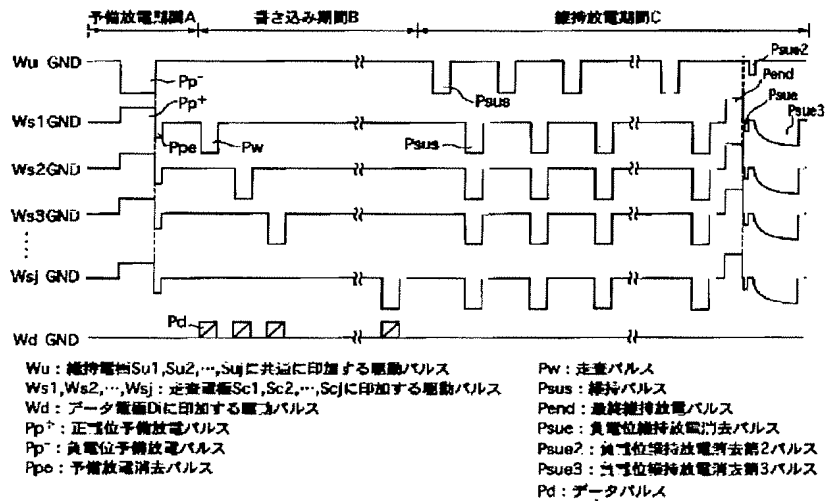 予備放電期間A 書き込み期間B 維持放電期間C
Wu GND
Psue2
Pp⁻
Pend
Psus
Psue
Pp⁺
Psue3
Ws1GND
Ppe
Pw
Psus
Ws2GND
Ws3GND
Wsj GND
Pd
Wd GND
Wu：維持電極Su1,Su2,…,Sujに共通に印加する駆動パルス
Ws1,Ws2,…,Wsj：走査電極Sc1,Sc2,…,Scjに印加する駆動パルス
Wd：データ電極Diに印加する駆動パルス
Pp⁺：正電位予備放電パルス
Pp⁻：負電位予備放電パルス
Ppe：予備放電消去パルス
Pw：走査パルス
Psus：維持パルス
Pend：最終維持放電パルス
Psue：負電位維持放電消去パルス
Psue2：負電位維持放電消去第2パルス
Psue3：負電位維持放電消去第3パルス
Pd：データパルス